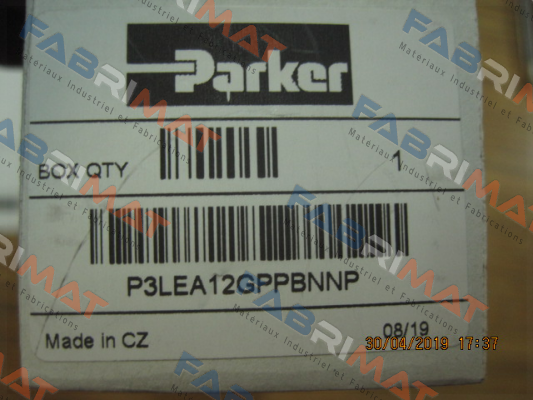 Parker
BOX QTY
1
P3LEA12GPPBNNP
Made in CZ
08/19
30/04/2019 17:37
FABRIMAT
Materiaux Industriel et Fabrications